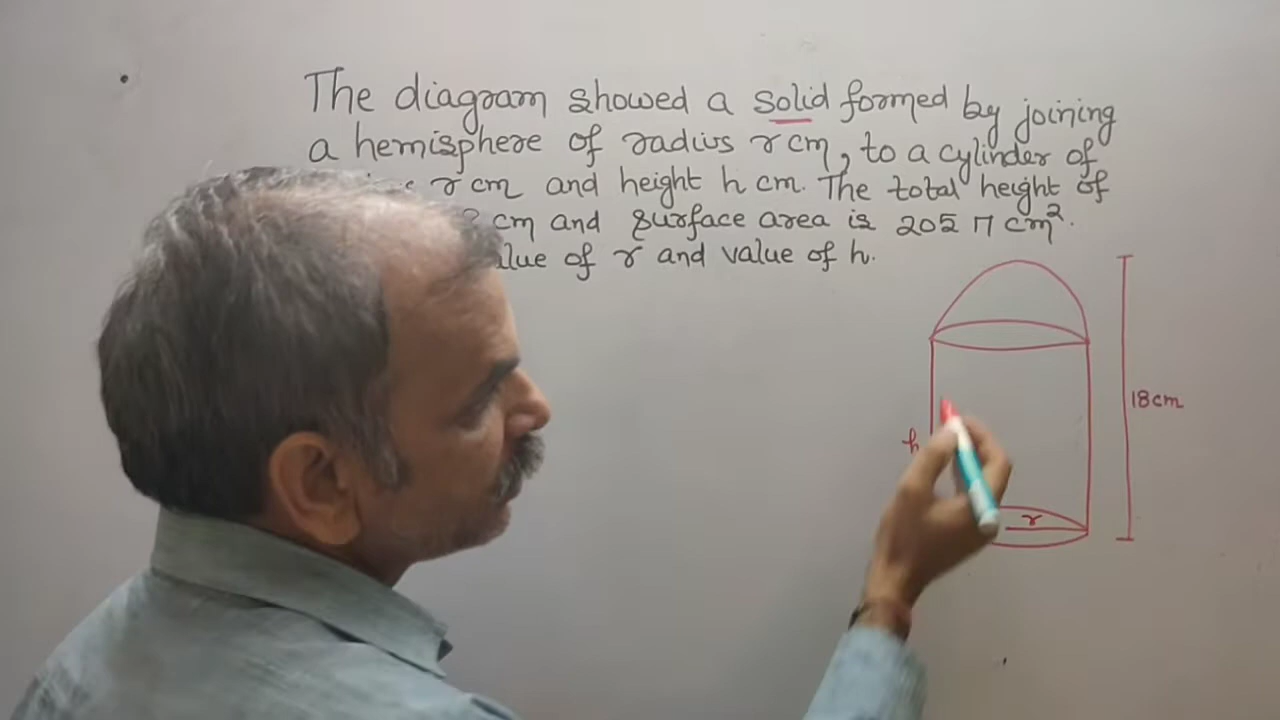 The diagram showed a solid formed by joining
a hemisphere of radius r cm, to a cylinder of
r cm and height h cm. The total height of
cm and surface area is 205 π cm².
of r and value of h.
18cm
h
r